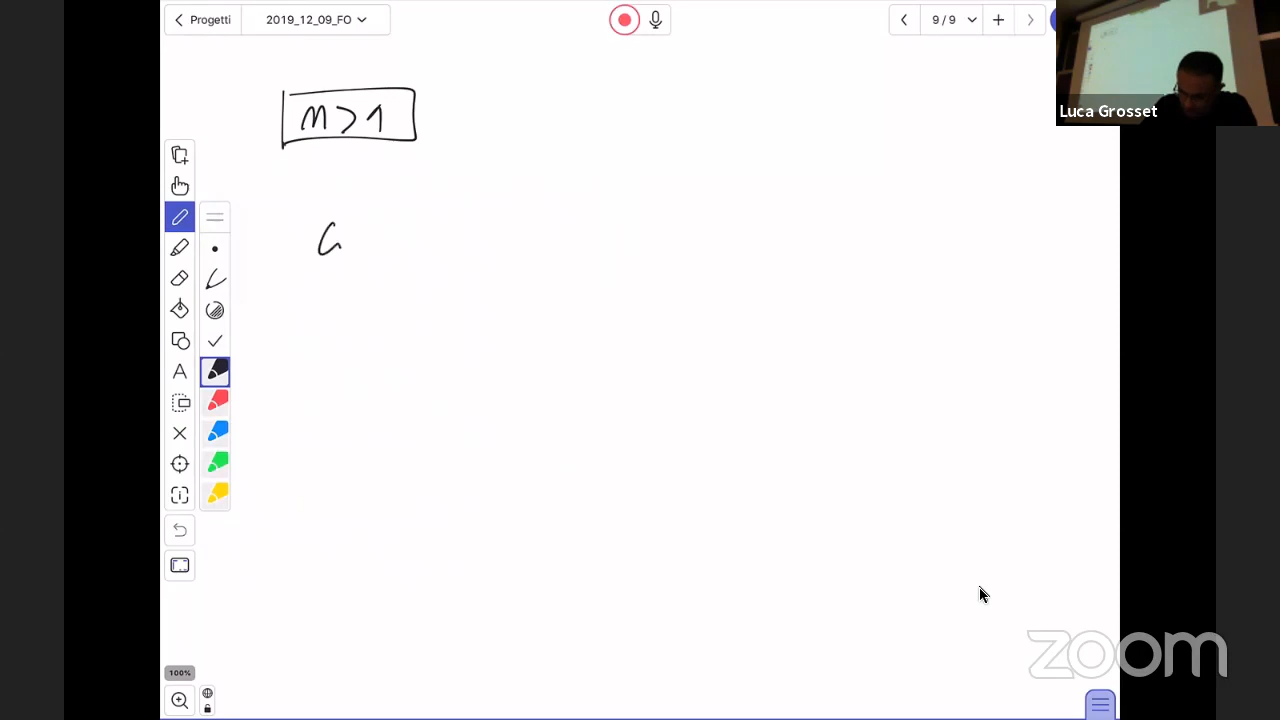 Progetti 2019_12_09_FO 9/9
Luca Grosset
n > 1
G
A
100%
zoom